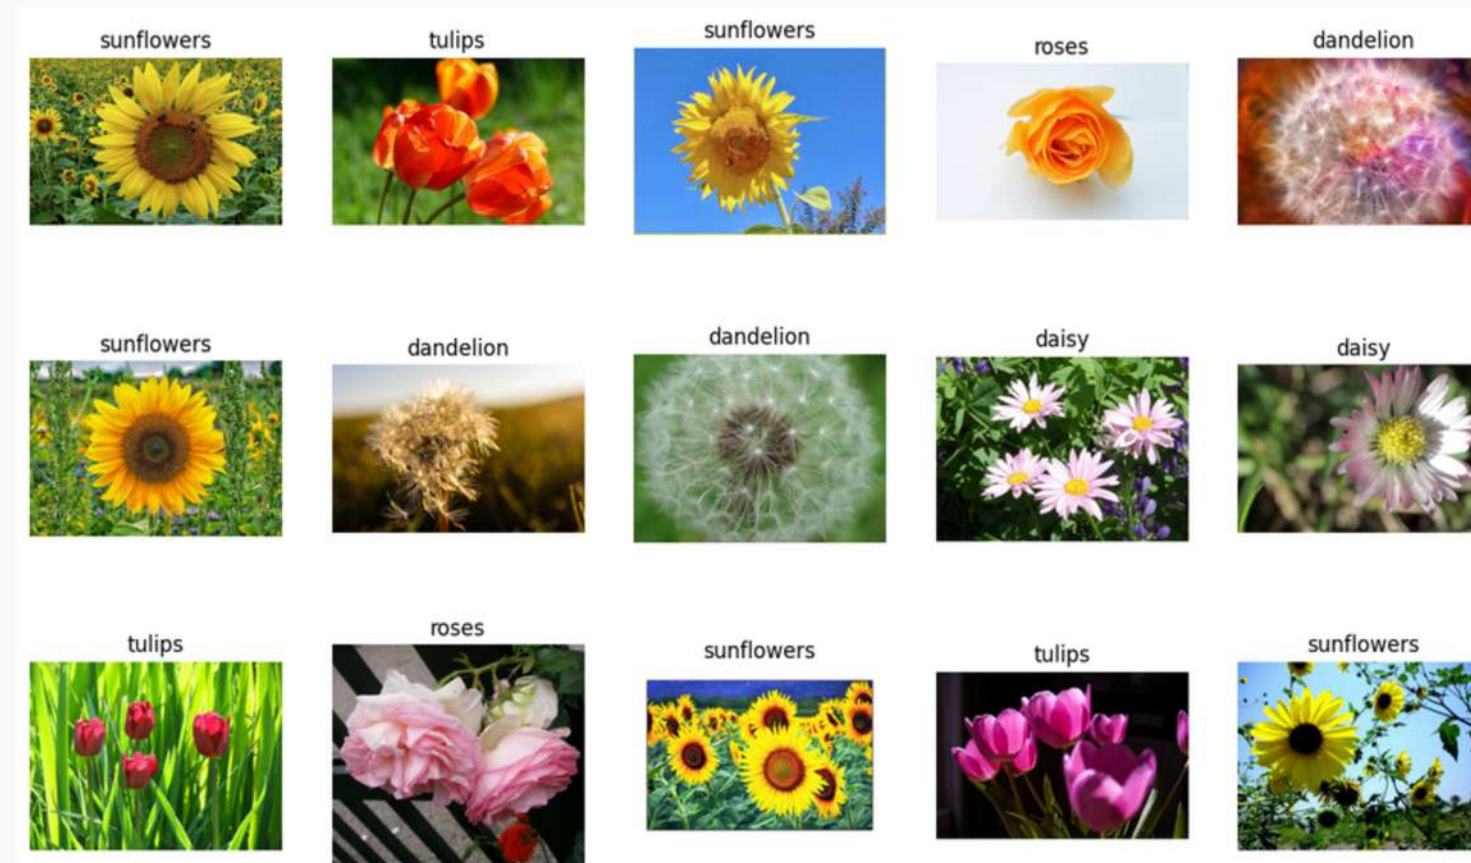 sunflowers
tulips
sunflowers
roses
dandelion
sunflowers
dandelion
dandelion
daisy
daisy
tulips
roses
sunflowers
tulips
sunflowers